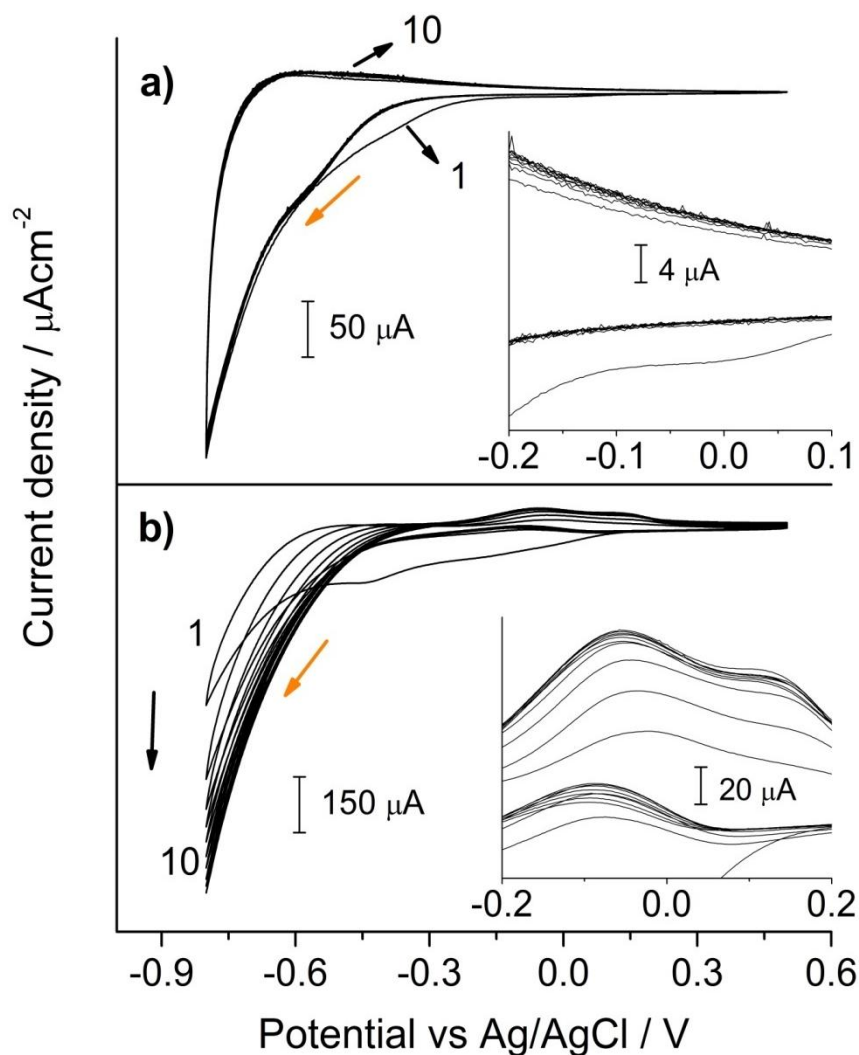 a)
10
1
50 μA
4 μA
-0.2 -0.1 0.0 0.1
b)
1
10
150 μA
20 μA
-0.2 0.0 0.2
-0.9 -0.6 -0.3 0.0 0.3 0.6
Potential vs Ag/AgCl / V
Current density / μAcm⁻²